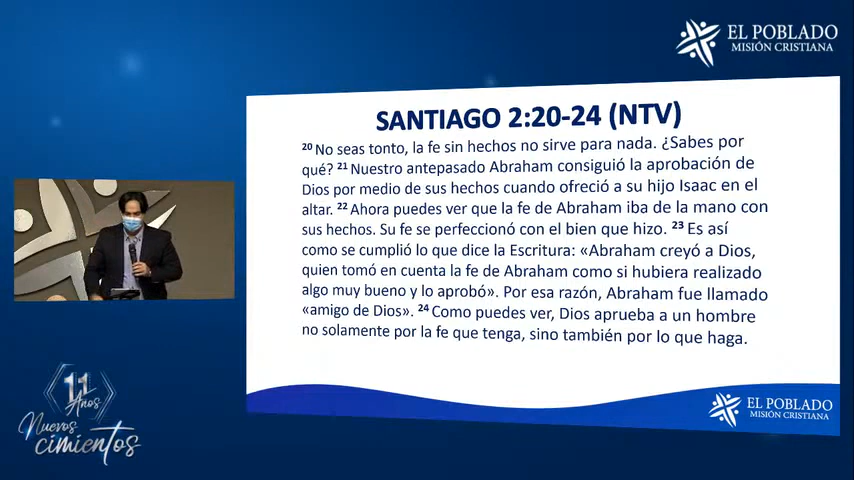 EL POBLADO
MISIÓN CRISTIANA
SANTIAGO 2:20-24 (NTV)
20 No seas tonto, la fe sin hechos no sirve para nada. ¿Sabes por
qué? 21 Nuestro antepasado Abraham consiguió la aprobación de
Dios por medio de sus hechos cuando ofreció a su hijo Isaac en el
altar. 22 Ahora puedes ver que la fe de Abraham iba de la mano con
sus hechos. Su fe se perfeccionó con el bien que hizo. 23 Es así
como se cumplió lo que dice la Escritura: «Abraham creyó a Dios,
quien tomó en cuenta la fe de Abraham como si hubiera realizado
algo muy bueno y lo aprobó». Por esa razón, Abraham fue llamado
«amigo de Dios». 24 Como puedes ver, Dios aprueba a un hombre
no solamente por la fe que tenga, sino también por lo que haga.
11
Años
Nuevos
cimientos
EL POBLADO
MISIÓN CRISTIANA